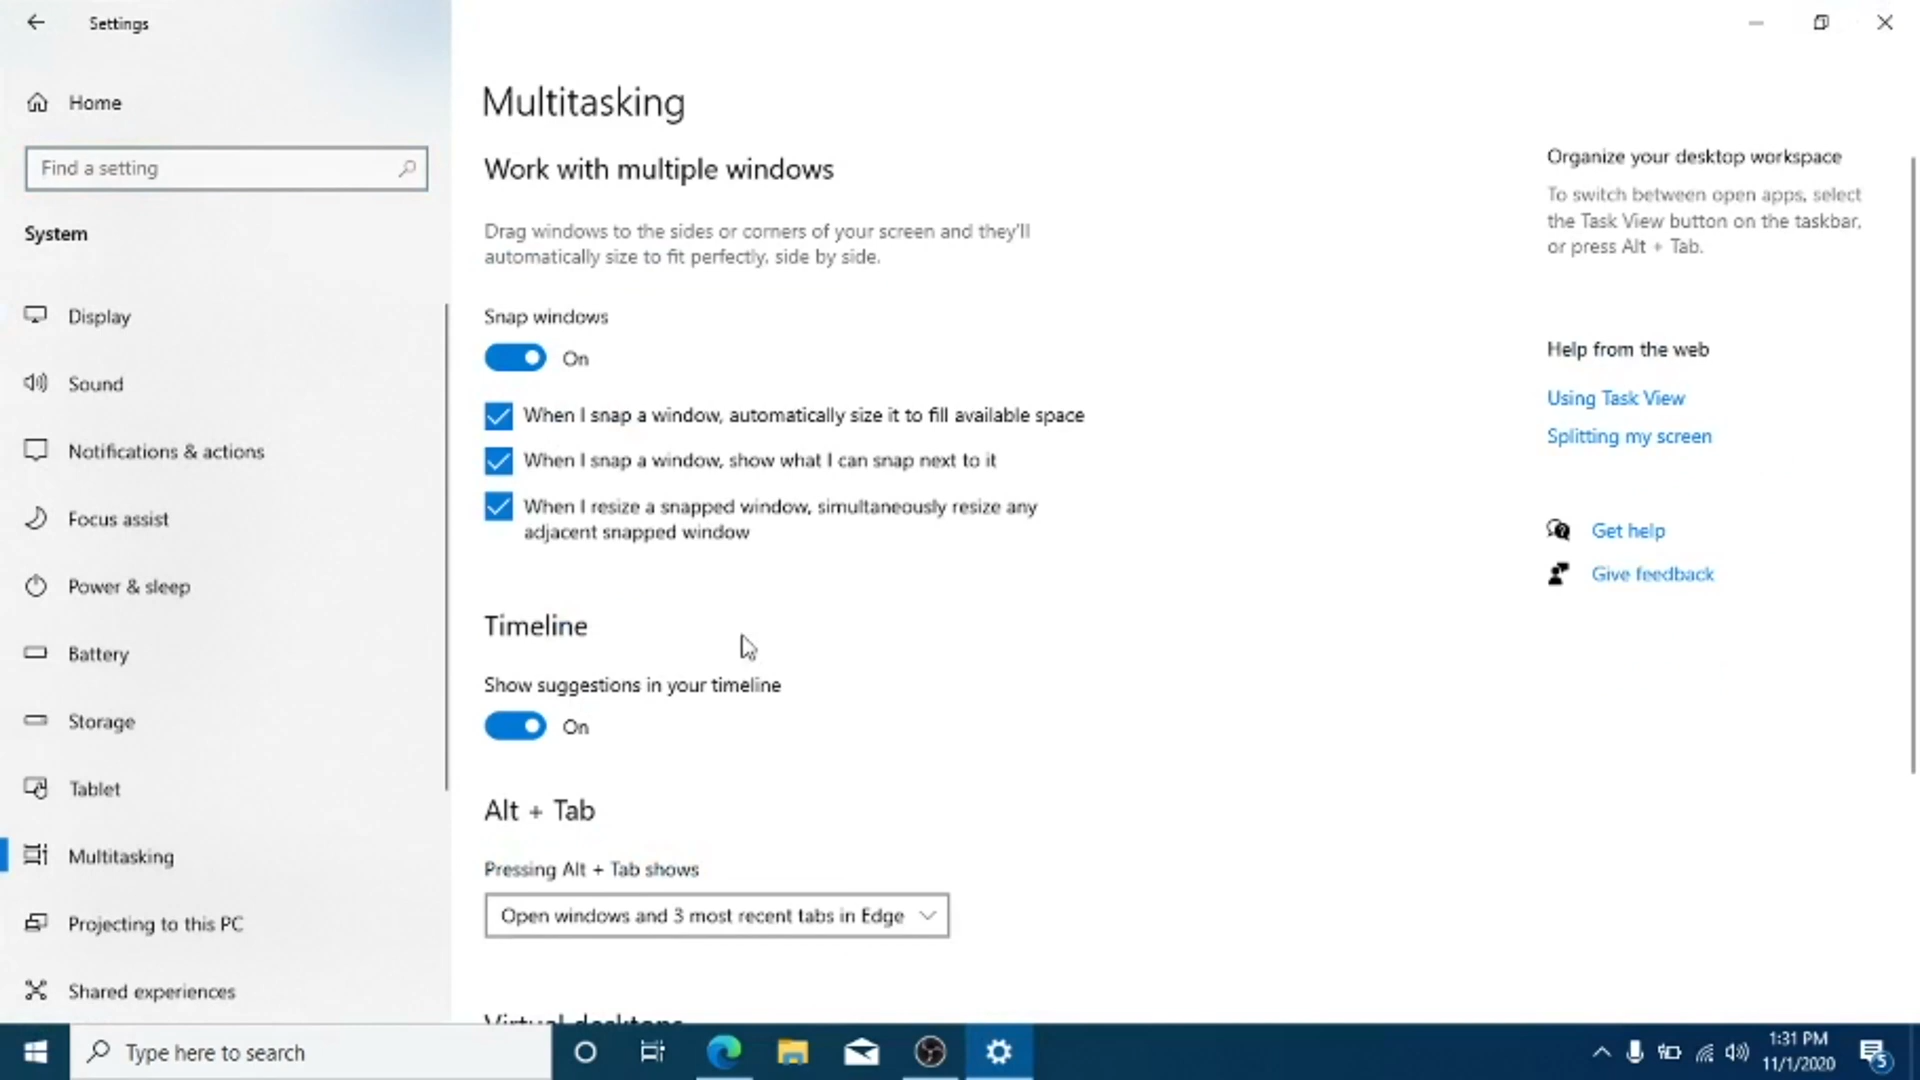 Settings
Home
Find a setting
System
Display
Sound
Notifications & actions
Focus assist
Power & sleep
Battery
Storage
Tablet
Multitasking
Projecting to this PC
Shared experiences
Multitasking
Work with multiple windows
Drag windows to the sides or corners of your screen and they'll
automatically size to fit perfectly, side by side.
Snap windows
On
When I snap a window, automatically size it to fill available space
When I snap a window, show what I can snap next to it
When I resize a snapped window, simultaneously resize any
adjacent snapped window
Timeline
Show suggestions in your timeline
On
Alt + Tab
Pressing Alt + Tab shows
Open windows and 3 most recent tabs in Edge
Virtual desktops
Organize your desktop workspace
To switch between open apps, select
the Task View button on the taskbar,
or press Alt + Tab.
Help from the web
Using Task View
Splitting my screen
Get help
Give feedback
Type here to search
1:31 PM
11/1/2020
5